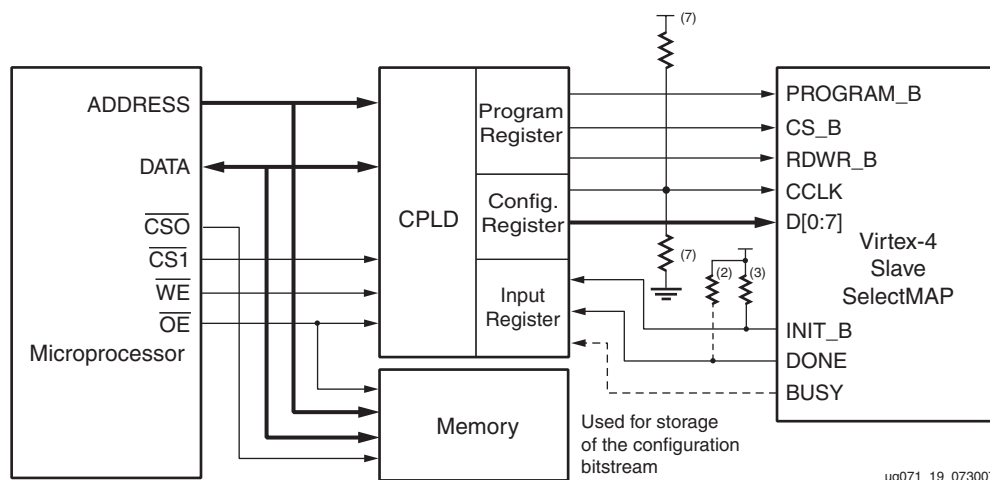 (7)
ADDRESS
DATA
CSO
CS1
WE
OE
Microprocessor
CPLD
Program
Register
Config.
Register
Input
Register
(7)
(2)
(3)
PROGRAM_B
CS_B
RDWR_B
CCLK
D[0:7]
Virtex-4
Slave
SelectMAP
INIT_B
DONE
BUSY
Memory
Used for storage
of the configuration
bitstream
ug071_19_073007